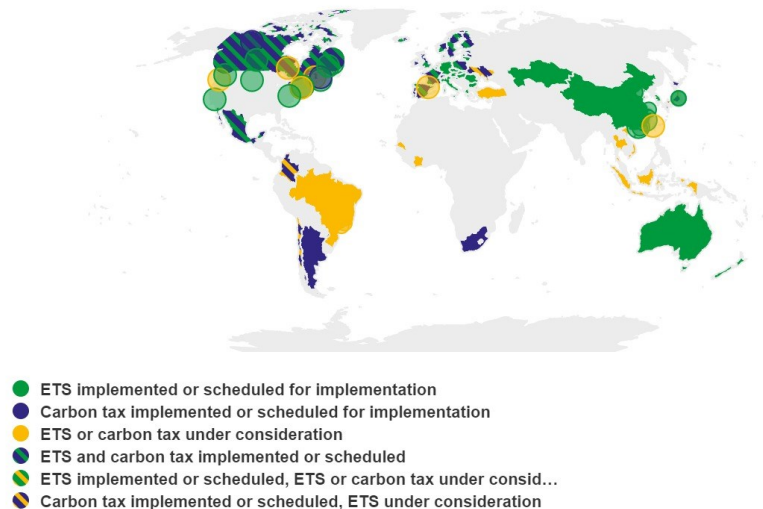 ETS implemented or scheduled for implementation
Carbon tax implemented or scheduled for implementation
ETS or carbon tax under consideration
ETS and carbon tax implemented or scheduled
ETS implemented or scheduled, ETS or carbon tax under consid...
Carbon tax implemented or scheduled, ETS under consideration